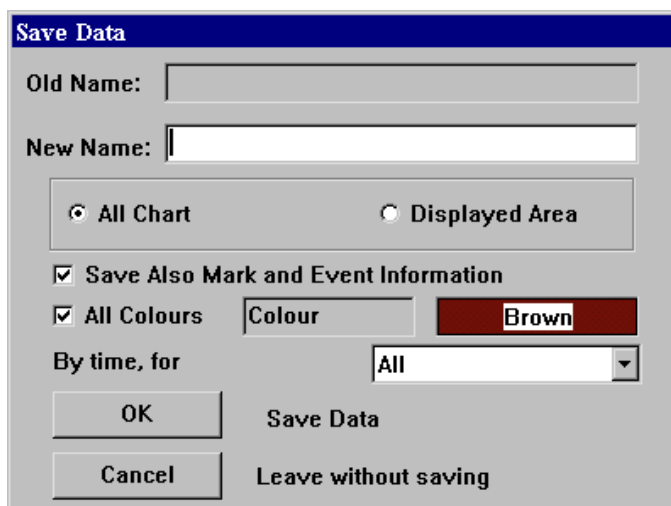 Save Data
Old Name:
New Name:
All Chart Displayed Area
Save Also Mark and Event Information
All Colours Colour Brown
By time, for All
OK Save Data
Cancel Leave without saving